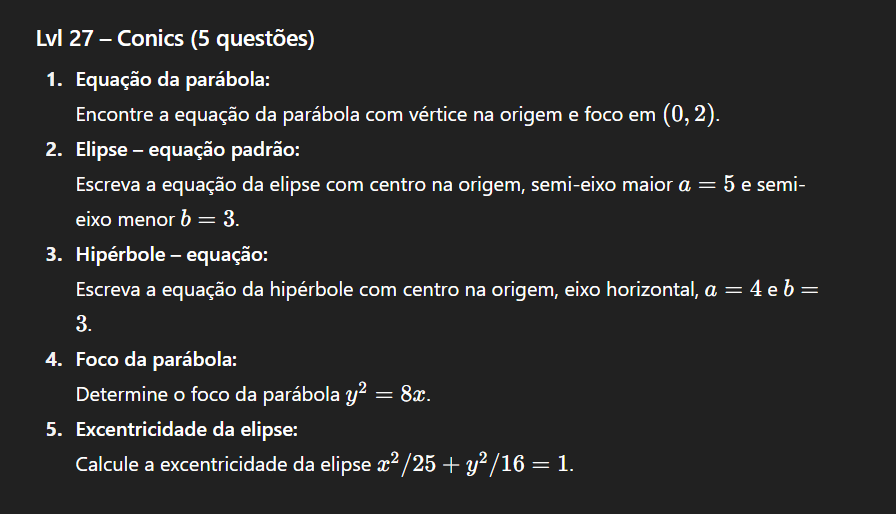 Lvl 27 – Conics (5 questões)
1. Equação da parábola:
Encontre a equação da parábola com vértice na origem e foco em (0, 2).
2. Elipse – equação padrão:
Escreva a equação da elipse com centro na origem, semi-eixo maior a = 5 e semi-
eixo menor b = 3.
3. Hipérbole – equação:
Escreva a equação da hipérbole com centro na origem, eixo horizontal, a = 4 e b =
3.
4. Foco da parábola:
Determine o foco da parábola y² = 8x.
5. Excentricidade da elipse:
Calcule a excentricidade da elipse x²/25 + y²/16 = 1.